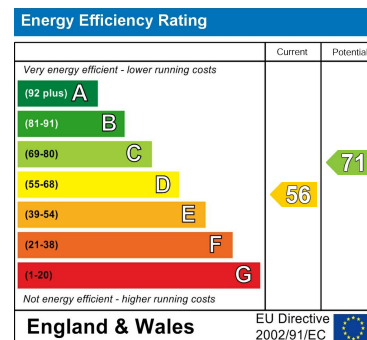 Energy Efficiency Rating
Current Potential
Very energy efficient - lower running costs
(92 plus) A
(81-91) B
(69-80) C
(55-68) D
(39-54) E
(21-38) F
(1-20) G
56
71
Not energy efficient - higher running costs
England & Wales
EU Directive
2002/91/EC